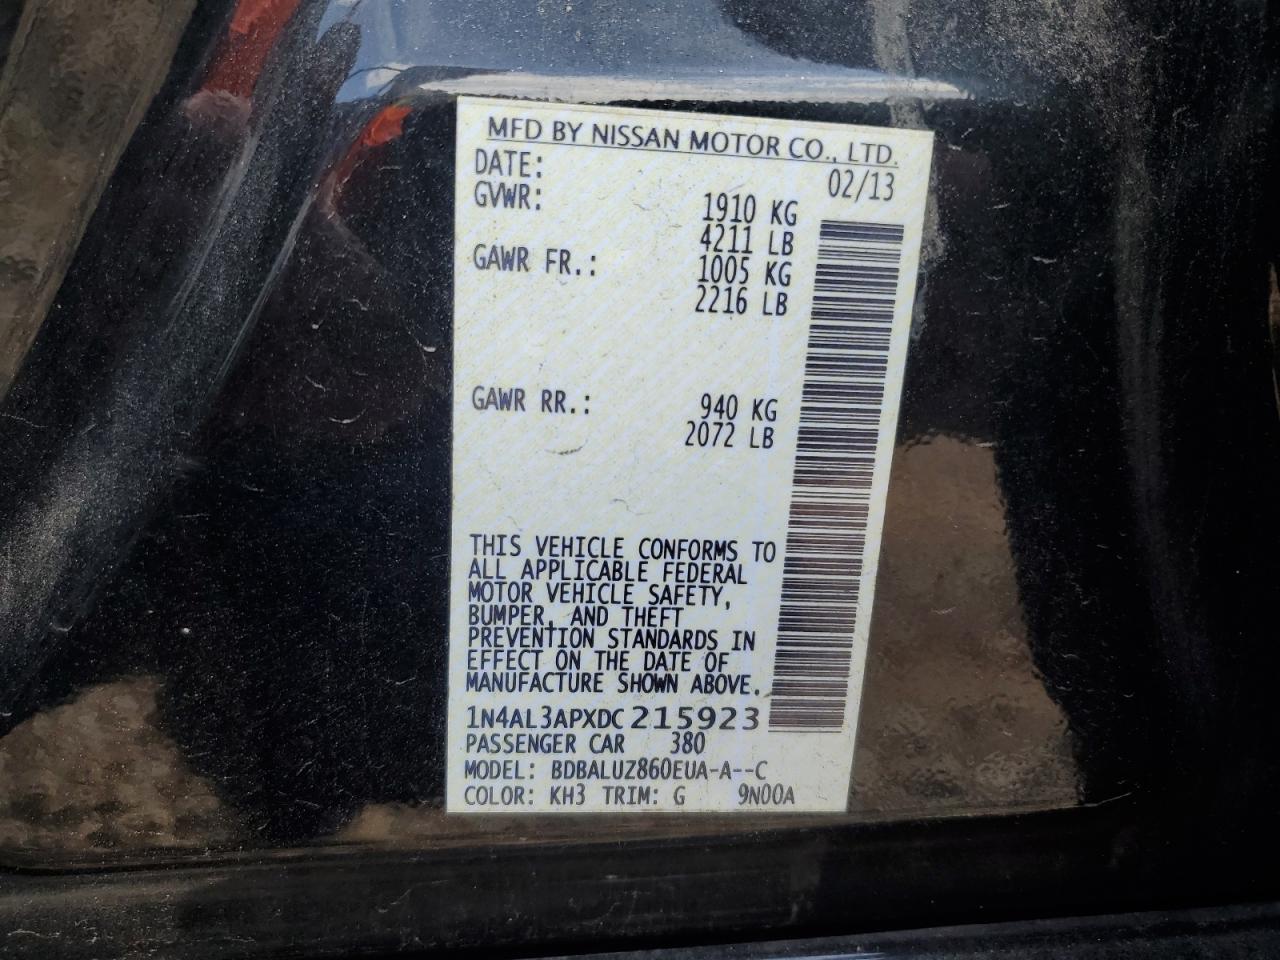 MFD BY NISSAN MOTOR CO., LTD.
DATE: 02/13
GVWR: 1910 KG
4211 LB
GAWR FR.: 1005 KG
2216 LB
GAWR RR.: 940 KG
2072 LB
THIS VEHICLE CONFORMS TO
ALL APPLICABLE FEDERAL
MOTOR VEHICLE SAFETY,
BUMPER, AND THEFT
PREVENTION STANDARDS IN
EFFECT ON THE DATE OF
MANUFACTURE SHOWN ABOVE.
1N4AL3APXDC215923
PASSENGER CAR 380
MODEL: BDBALUZ860EUA-A--C
COLOR: KH3 TRIM: G 9N00A